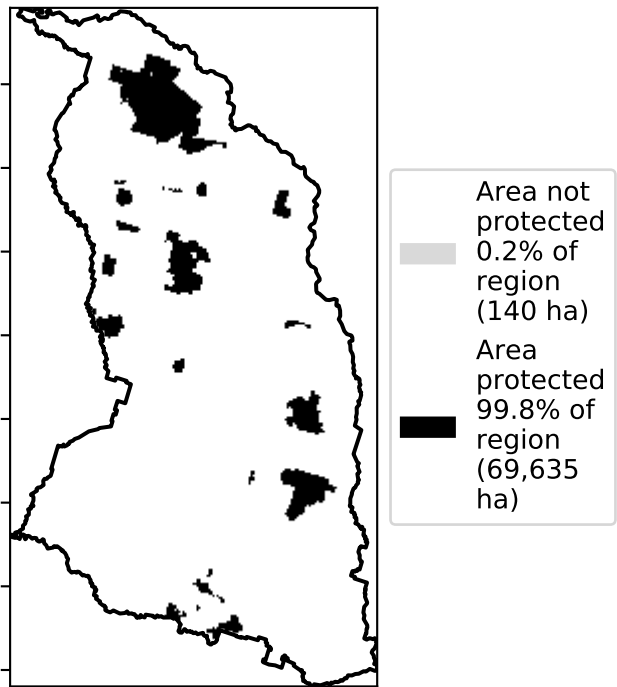 Area not
protected
0.2% of
region
(140 ha)
Area
protected
99.8% of
region
(69,635
ha)